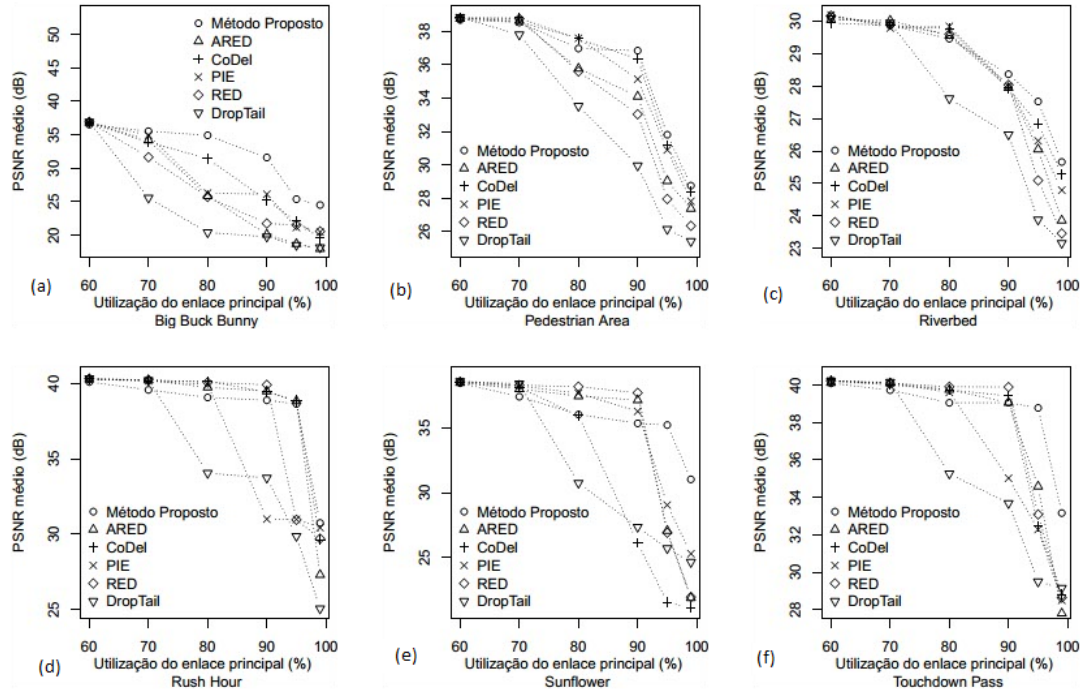 Método Proposto
ARED
CoDel
PIE
RED
DropTail
PSNR médio (dB)
50
45
40
35
30
25
20
60 70 80 90 100
(a)
Utilização do enlace principal (%)
Big Buck Bunny
Método Proposto
ARED
CoDel
PIE
RED
DropTail
PSNR médio (dB)
38
36
34
32
30
28
26
60 70 80 90 100
(b)
Utilização do enlace principal (%)
Pedestrian Area
Método Proposto
ARED
CoDel
PIE
RED
DropTail
PSNR médio (dB)
30
29
28
27
26
25
24
23
60 70 80 90 100
(c)
Utilização do enlace principal (%)
Riverbed
Método Proposto
ARED
CoDel
PIE
RED
DropTail
PSNR médio (dB)
40
35
30
25
60 70 80 90 100
(d)
Utilização do enlace principal (%)
Rush Hour
Método Proposto
ARED
CoDel
PIE
RED
DropTail
PSNR médio (dB)
35
30
25
60 70 80 90 100
(e)
Utilização do enlace principal (%)
Sunflower
Método Proposto
ARED
CoDel
PIE
RED
DropTail
PSNR médio (dB)
40
38
36
34
32
30
28
60 70 80 90 100
(f)
Utilização do enlace principal (%)
Touchdown Pass